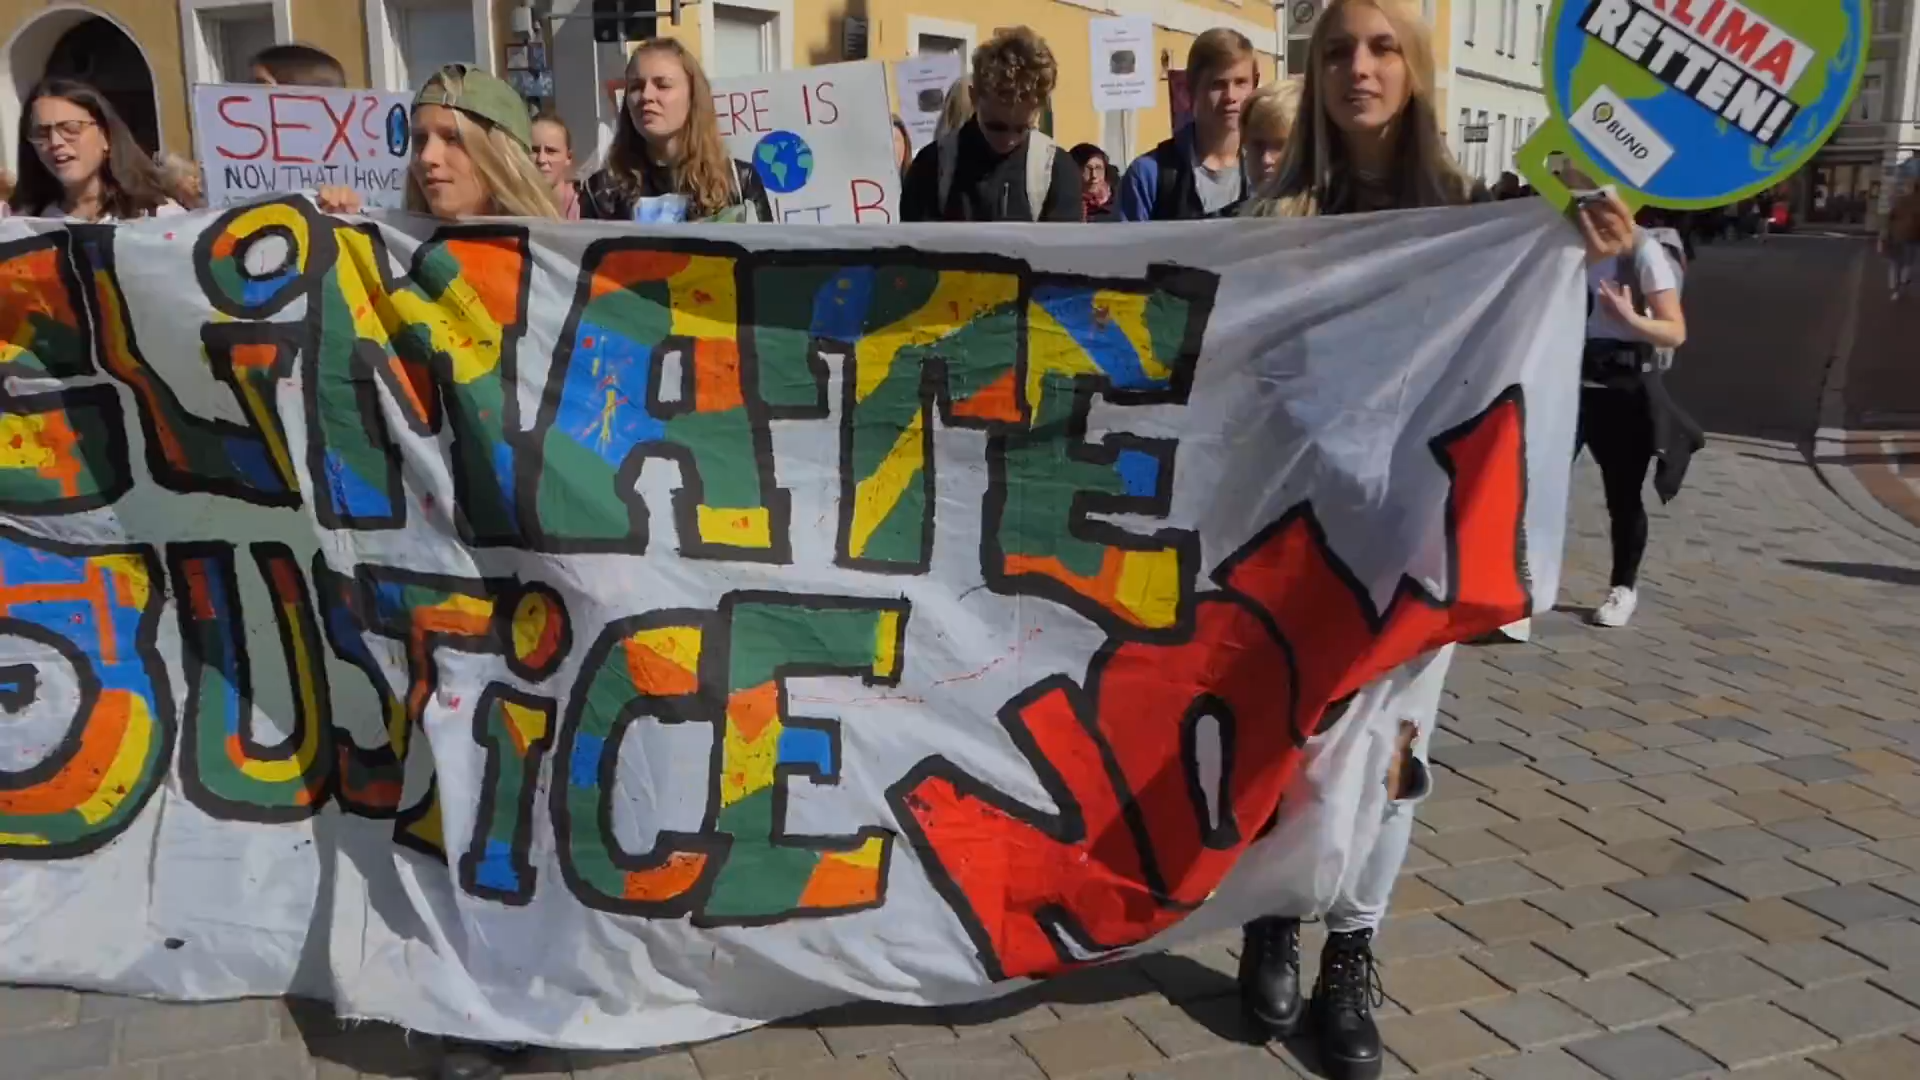 KLIMA
RETTEN!
BUND
SEX?
NOW THAT I HAVE
ERE IS
ET B
CLiMATE
JUSTiCE
NOW